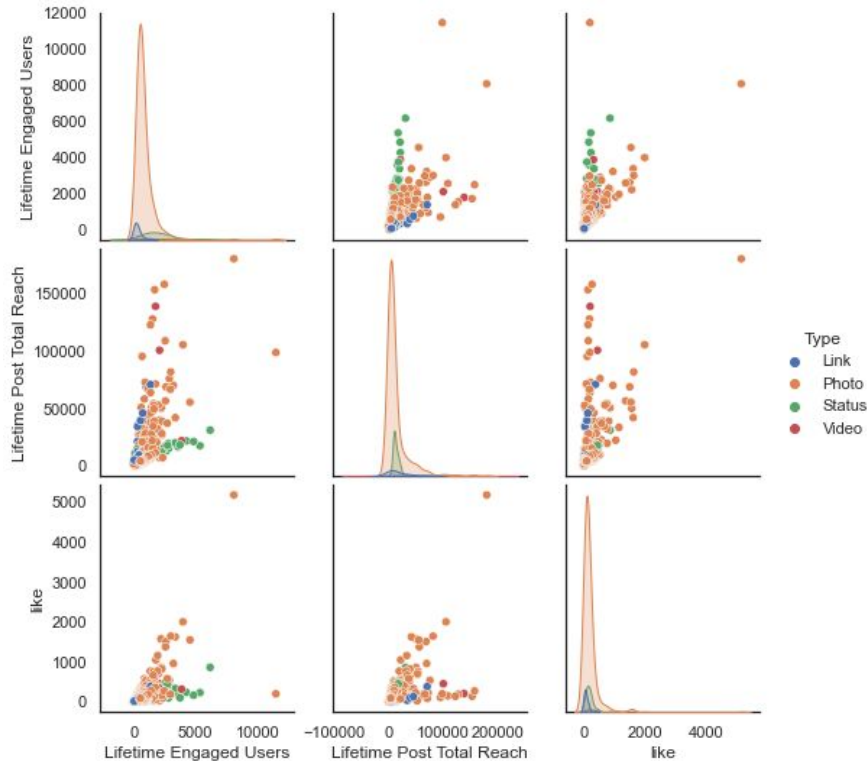 12000
10000
8000
6000
4000
2000
0
Lifetime Engaged Users
150000
100000
50000
0
Lifetime Post Total Reach
Type
Link
Photo
Status
Video
5000
4000
3000
2000
1000
0
like
0 5000 10000
Lifetime Engaged Users
−100000 0 100000 200000
Lifetime Post Total Reach
0 2000 4000
like